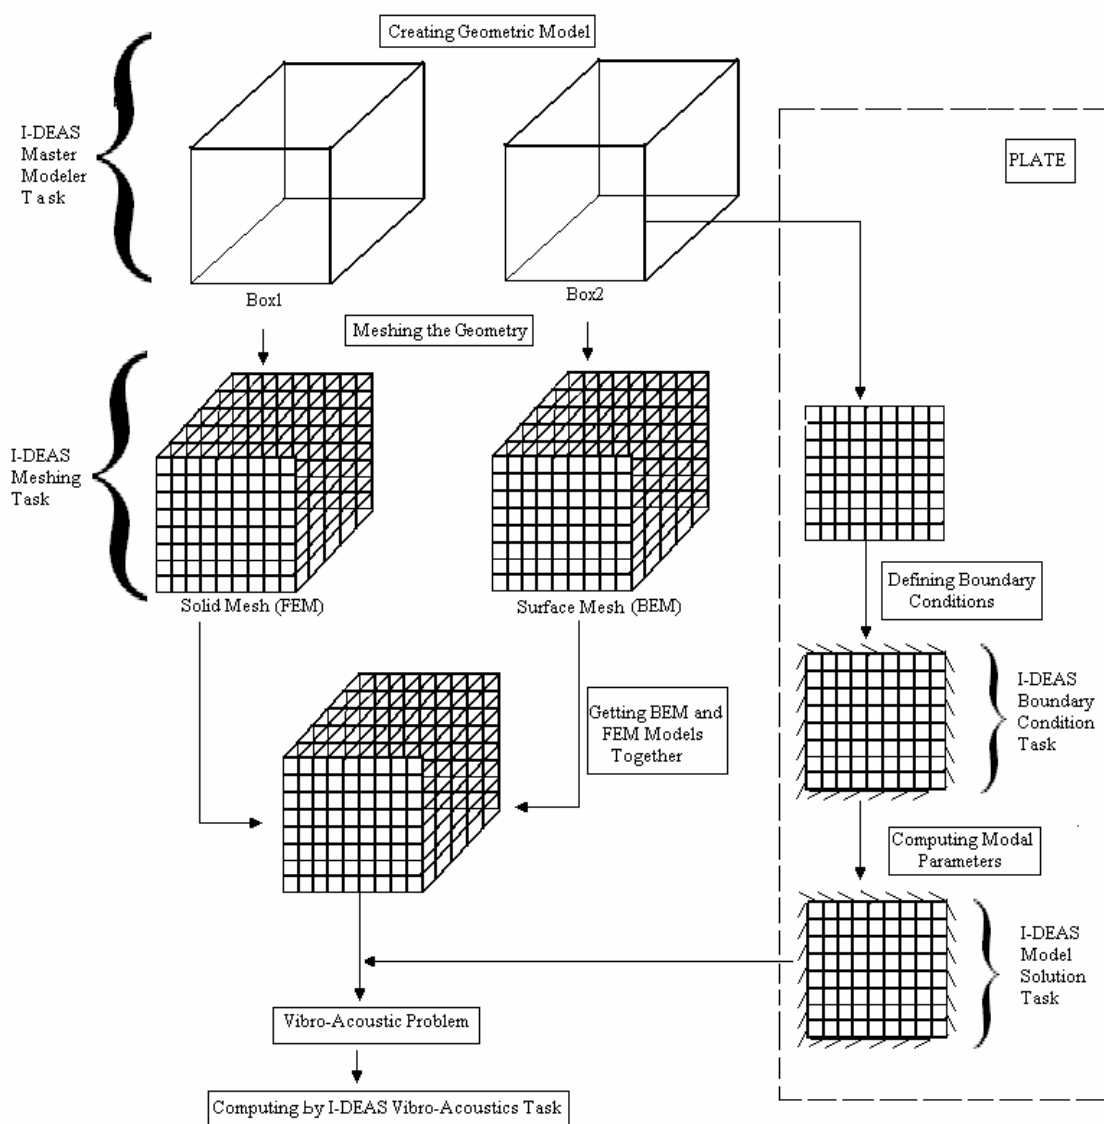 Creating Geometric Model
I-DEAS
Master
Modeler
Task
PLATE
Box1
Box2
Meshing the Geometry
I-DEAS
Meshing
Task
Solid Mesh (FEM)
Surface Mesh (BEM)
Defining Boundary
Conditions
I-DEAS
Boundary
Condition
Task
Getting BEM and
FEM Models
Together
Computing Modal
Parameters
I-DEAS
Model
Solution
Task
Vibro-Acoustic Problem
Computing by I-DEAS Vibro-Acoustics Task